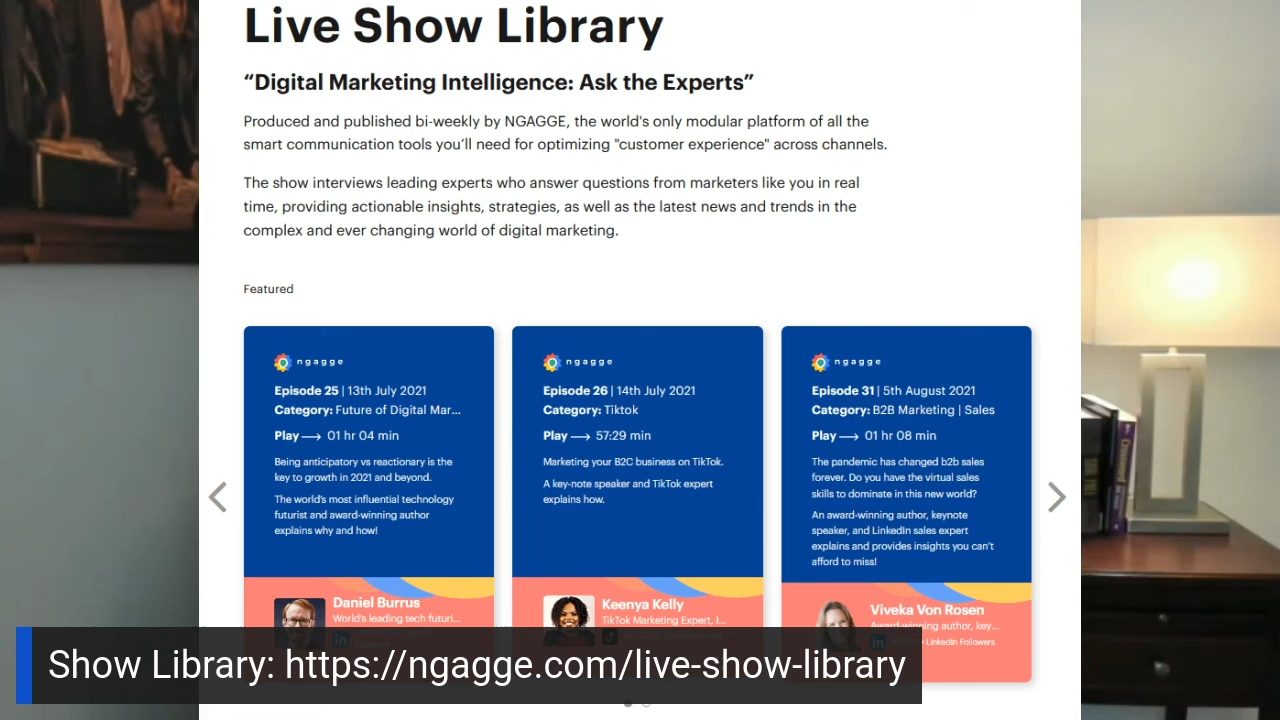 Live Show Library
“Digital Marketing Intelligence: Ask the Experts”
Produced and published bi-weekly by NGAGGE, the world's only modular platform of all the
smart communication tools you’ll need for optimizing "customer experience" across channels.
The show interviews leading experts who answer questions from marketers like you in real
time, providing actionable insights, strategies, as well as the latest news and trends in the
complex and ever changing world of digital marketing.
Featured
ngagge
Episode 25 | 13th July 2021
Category: Future of Digital Mar...
Play → 01 hr 04 min
Being anticipatory vs reactionary is the
key to growth in 2021 and beyond.
The world’s most influential technology
futurist and award-winning author
explains why and how!
Daniel Burrus
World’s leading tech futuri...
ngagge
Episode 26 | 14th July 2021
Category: Tiktok
Play → 57:29 min
Marketing your B2C business on TikTok.
A key-note speaker and TikTok expert
explains how.
Keenya Kelly
TikTok Marketing Expert, I...
ngagge
Episode 31 | 5th August 2021
Category: B2B Marketing | Sales
Play → 01 hr 08 min
The pandemic has changed b2b sales
forever. Do you have the virtual sales
skills to dominate in this new world?
An award-winning author, keynote
speaker, and LinkedIn sales expert
explains and provides insights you can't
afford to miss!
Viveka Von Rosen
Award-winning author, key...
LinkedIn Followers
Show Library: https://ngagge.com/live-show-library